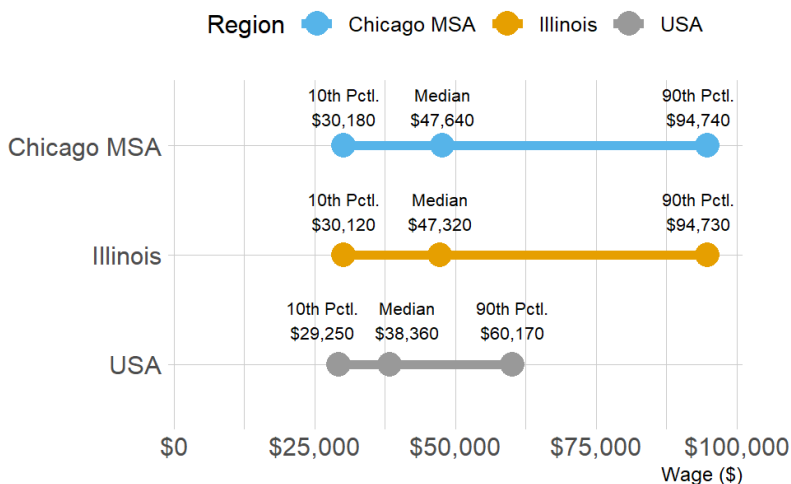 Region Chicago MSA Illinois USA
10th Pctl. Median 90th Pctl.
$30,180 $47,640 $94,740
Chicago MSA
10th Pctl. Median 90th Pctl.
$30,120 $47,320 $94,730
Illinois
10th Pctl. Median 90th Pctl.
$29,250 $38,360 $60,170
USA
$0 $25,000 $50,000 $75,000 $100,000
Wage ($)